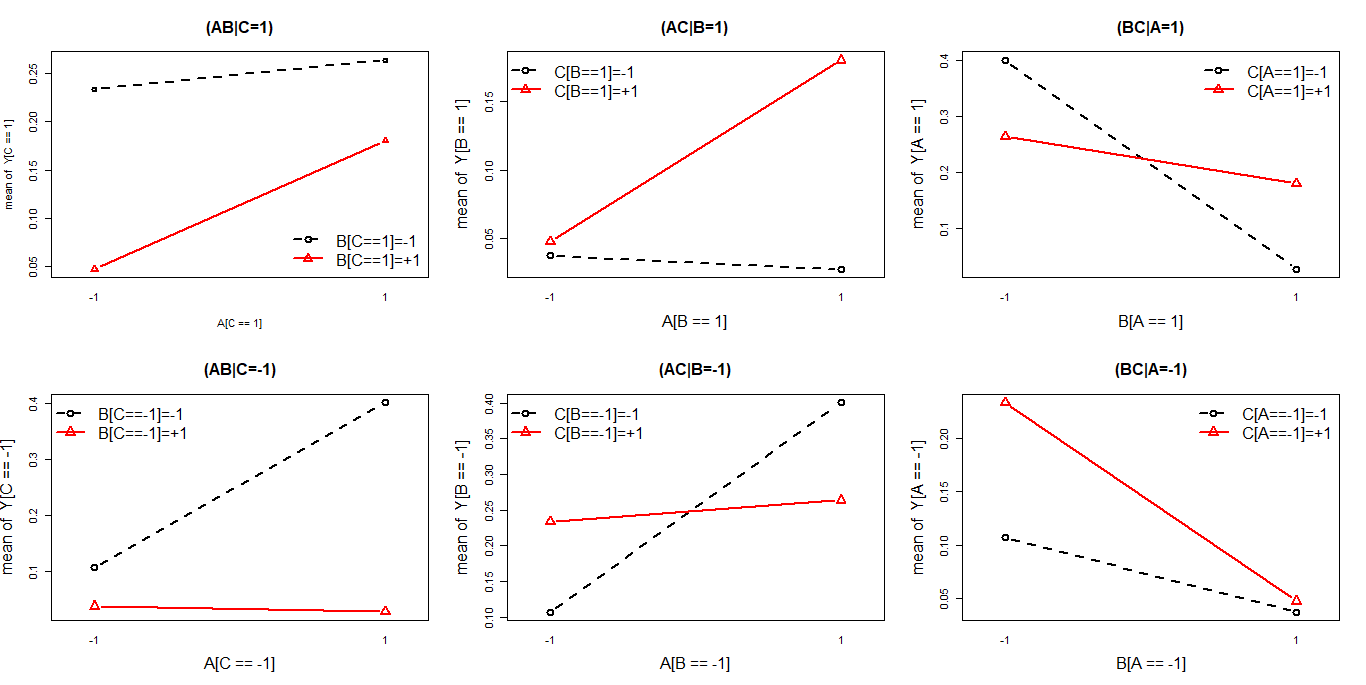 (AB|C=1)
mean of Y[C == 1]
0.25
0.20
0.15
0.10
0.05
B[C==1]=-1
B[C==1]=+1
-1
1
A[C == 1]
(AC|B=1)
mean of Y[B == 1]
0.15
0.10
0.05
C[B==1]=-1
C[B==1]=+1
-1
1
A[B == 1]
(BC|A=1)
mean of Y[A == 1]
0.4
0.3
0.2
0.1
C[A==1]=-1
C[A==1]=+1
-1
1
B[A == 1]
(AB|C=-1)
mean of Y[C == -1]
0.4
0.3
0.2
0.1
B[C==-1]=-1
B[C==-1]=+1
-1
1
A[C == -1]
(AC|B=-1)
mean of Y[B == -1]
0.40
0.35
0.30
0.25
0.20
0.15
0.10
C[B==-1]=-1
C[B==-1]=+1
-1
1
A[B == -1]
(BC|A=-1)
mean of Y[A == -1]
0.20
0.15
0.10
0.05
C[A==-1]=-1
C[A==-1]=+1
-1
1
B[A == -1]